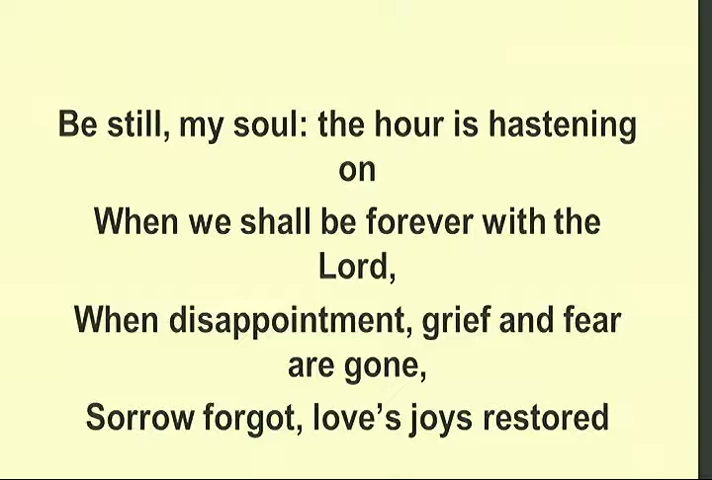 Be still, my soul: the hour is hastening
on
When we shall be forever with the
Lord,
When disappointment, grief and fear
are gone,
Sorrow forgot, love’s joys restored